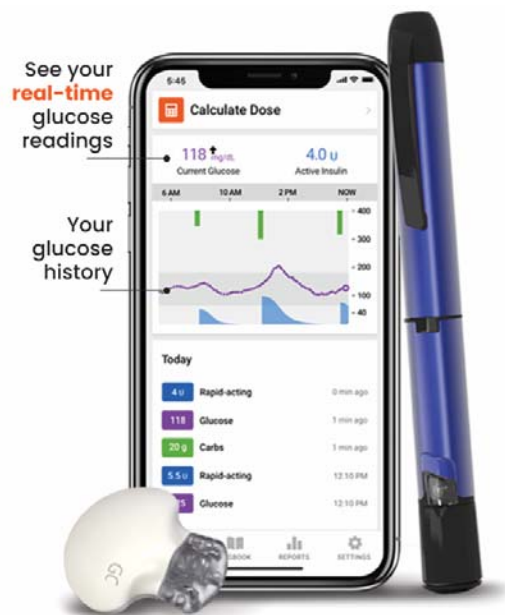 See your
real-time
glucose
readings
Your
glucose
history
5:46
Calculate Dose
118 mg/dL
4.0 U
Current Glucose
Active Insulin
6 AM 10 AM 2 PM NOW
400
300
200
100
40
Today
4 U Rapid-acting 0 min ago
118 Glucose 1 min ago
20 g Carbs 1 min ago
5.5 U Rapid-acting 12:10 PM
Glucose 12:10 PM
REPORTS SETTINGS
GC